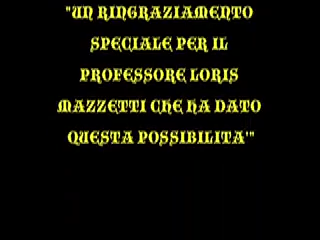 "UN RINGRAZIAMENTO
SPECIALE PER IL
PROFESSORE LORIS
MAZZETTI CHE HA DATO
QUESTA POSSIBILITA'"